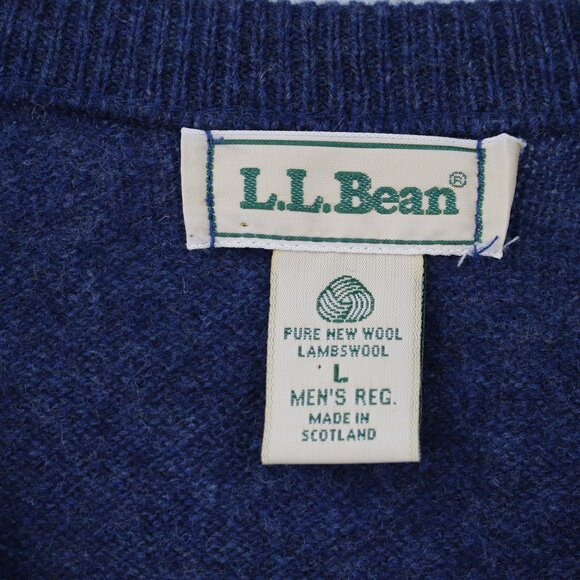 L.L.Bean®
PURE NEW WOOL
LAMBSWOOL
L
MEN'S REG.
MADE IN
SCOTLAND